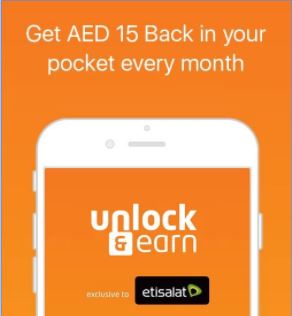 Get AED 15 Back in your
pocket every month
unlock
& earn
exclusive to etisalat